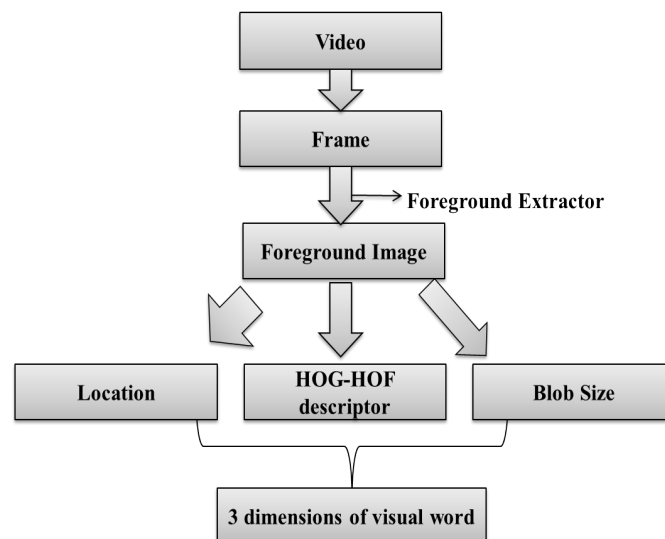 Video
Frame
Foreground Extractor
Foreground Image
Location
HOG-HOF
descriptor
Blob Size
3 dimensions of visual word